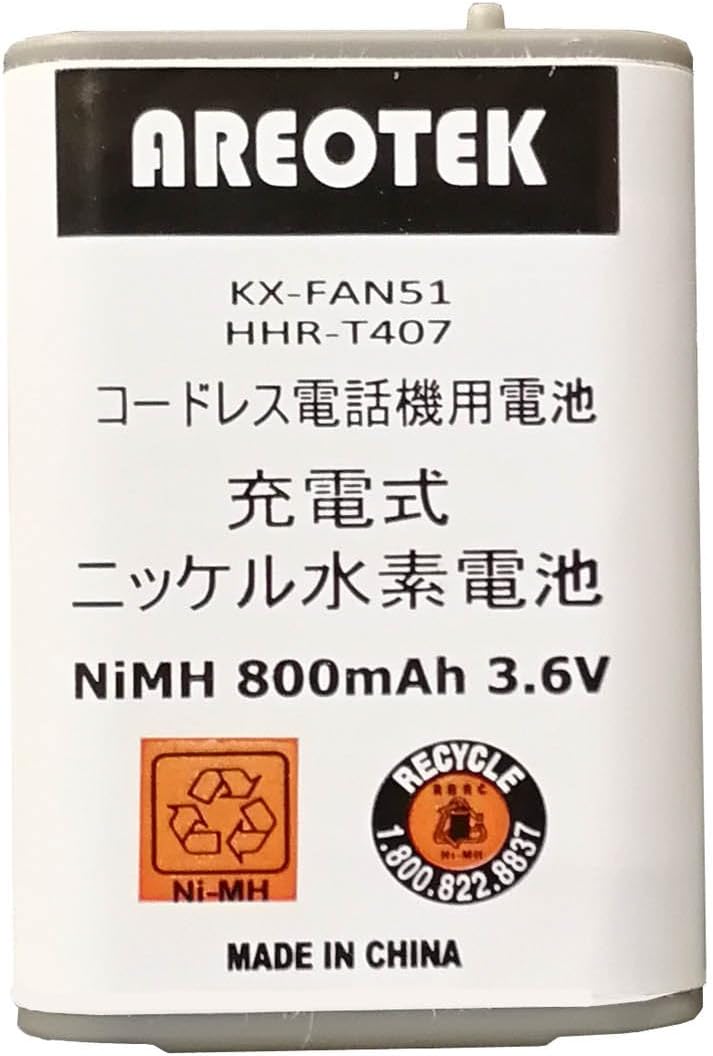 AREOTEK
KX-FAN51
HHR-T407
コードレス電話機用電池
充電式
ニッケル水素電池
NiMH 800mAh 3.6V
Ni-MH
RECYCLE
RBRC
Ni-MH
1.800.822.8837
MADE IN CHINA